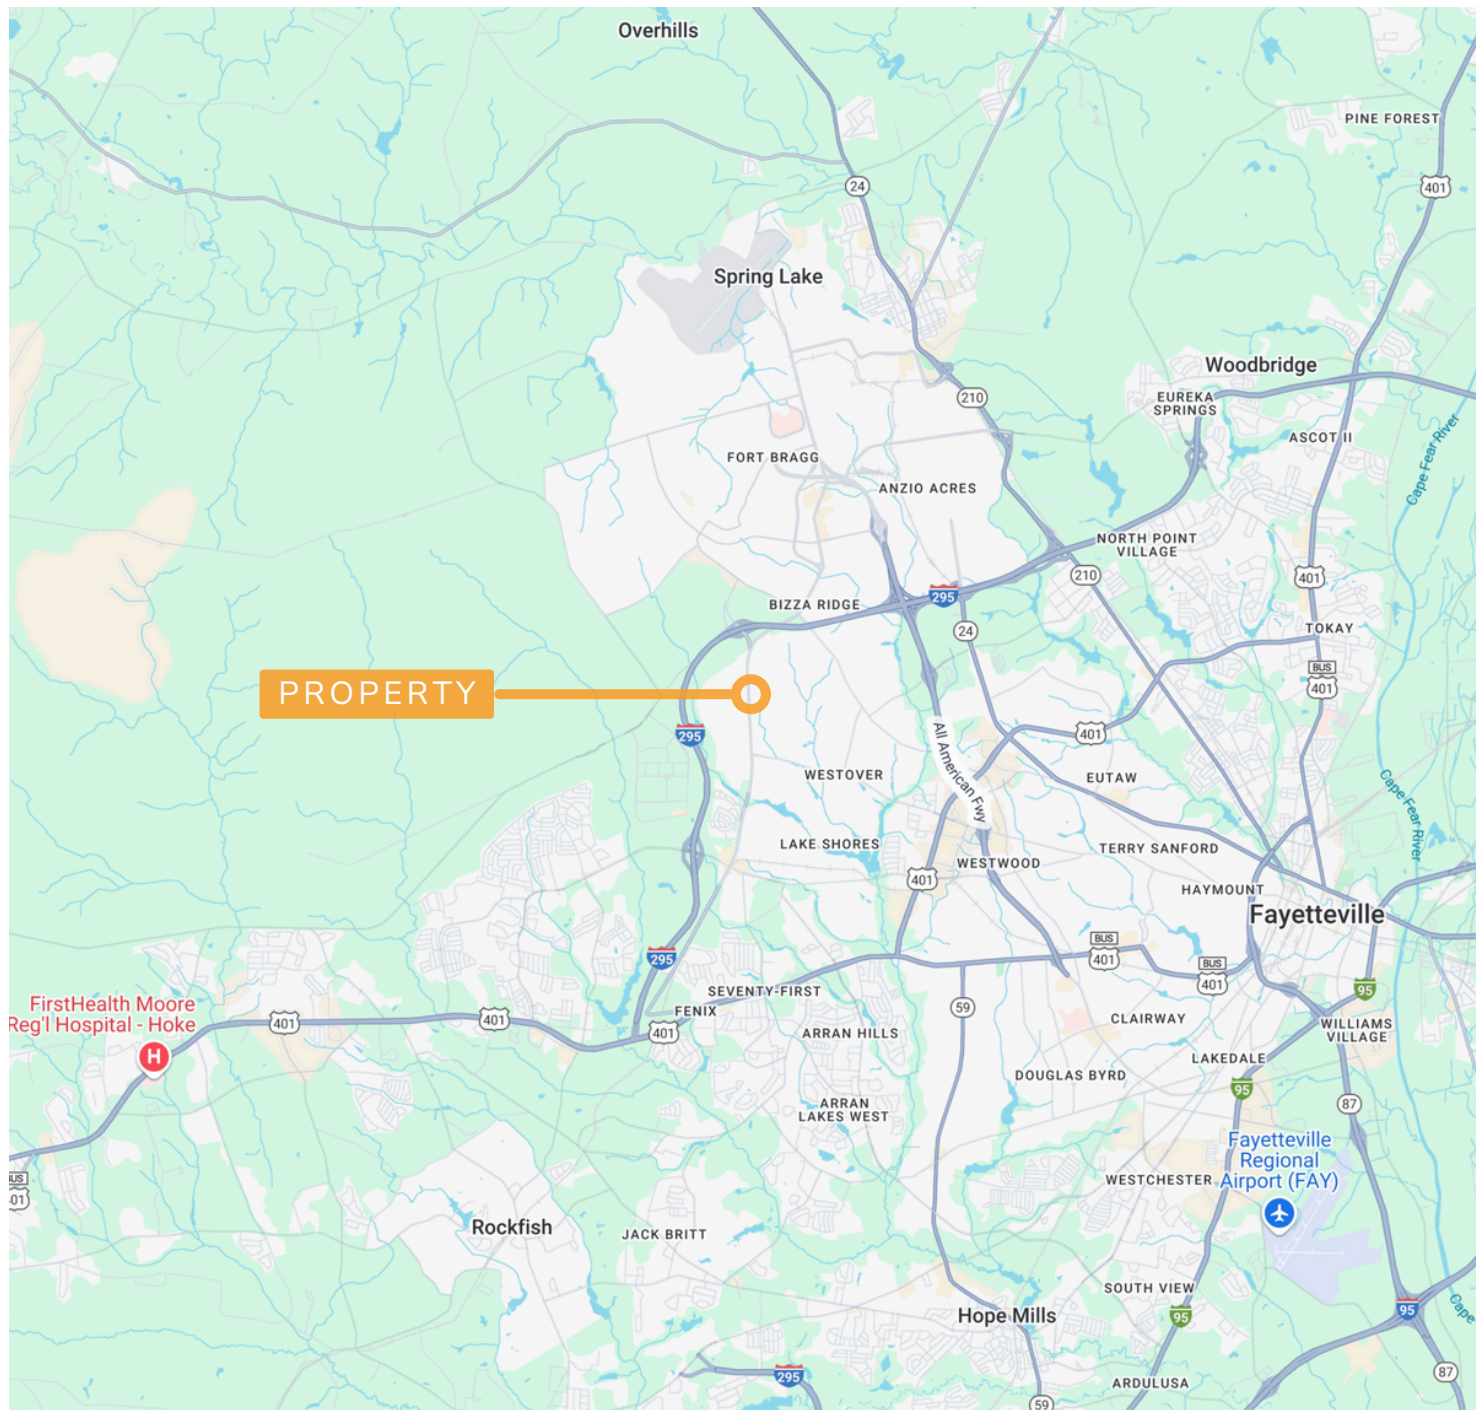 Overhills
PINE FOREST
24
401
Spring Lake
Woodbridge
210
EUREKA
SPRINGS
ASCOT II
Cape Fear River
FORT BRAGG
ANZIO ACRES
NORTH POINT
VILLAGE
210
401
295
BIZZA RIDGE
24
TOKAY
BUS
401
PROPERTY
295
All American Fwy
401
WESTOVER
EUTAW
Cape Fear River
LAKE SHORES
TERRY SANFORD
WESTWOOD
401
HAYMOUNT
Fayetteville
BUS
401
295
BUS
401
SEVENTY-FIRST
95
FirstHealth Moore
Reg'l Hospital - Hoke
H
401
401
FENIX
401
59
CLAIRWAY
ARRAN HILLS
WILLIAMS
VILLAGE
LAKEDALE
DOUGLAS BYRD
95
ARRAN
LAKES WEST
87
Fayetteville
Regional
Airport (FAY)
WESTCHESTER
Rockfish
JACK BRITT
SOUTH VIEW
Hope Mills
95
95
Cape
295
87
ARDULUSA
59